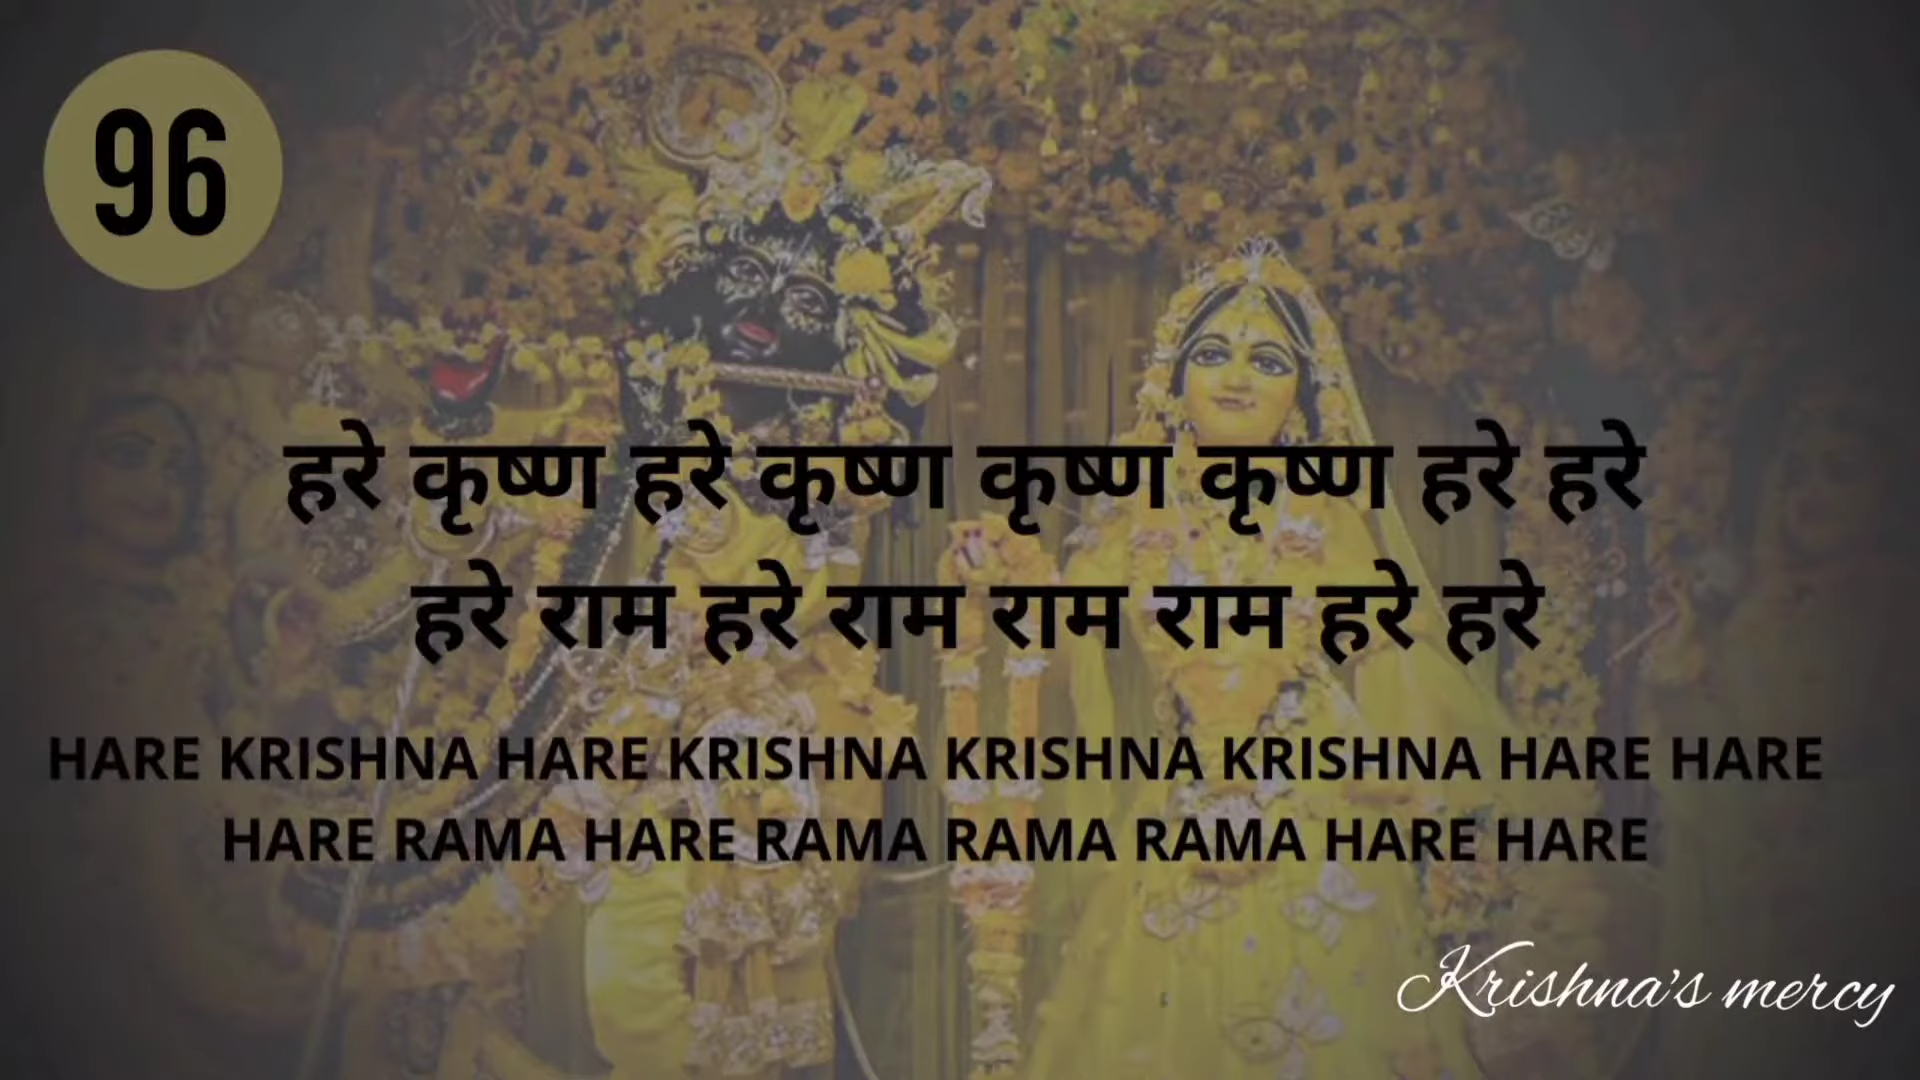 96
हरे कृष्ण हरे कृष्ण कृष्ण कृष्ण हरे हरे
हरे राम हरे राम राम राम हरे हरे
HARE KRISHNA HARE KRISHNA KRISHNA KRISHNA HARE HARE
HARE RAMA HARE RAMA RAMA RAMA HARE HARE
Krishna's mercy